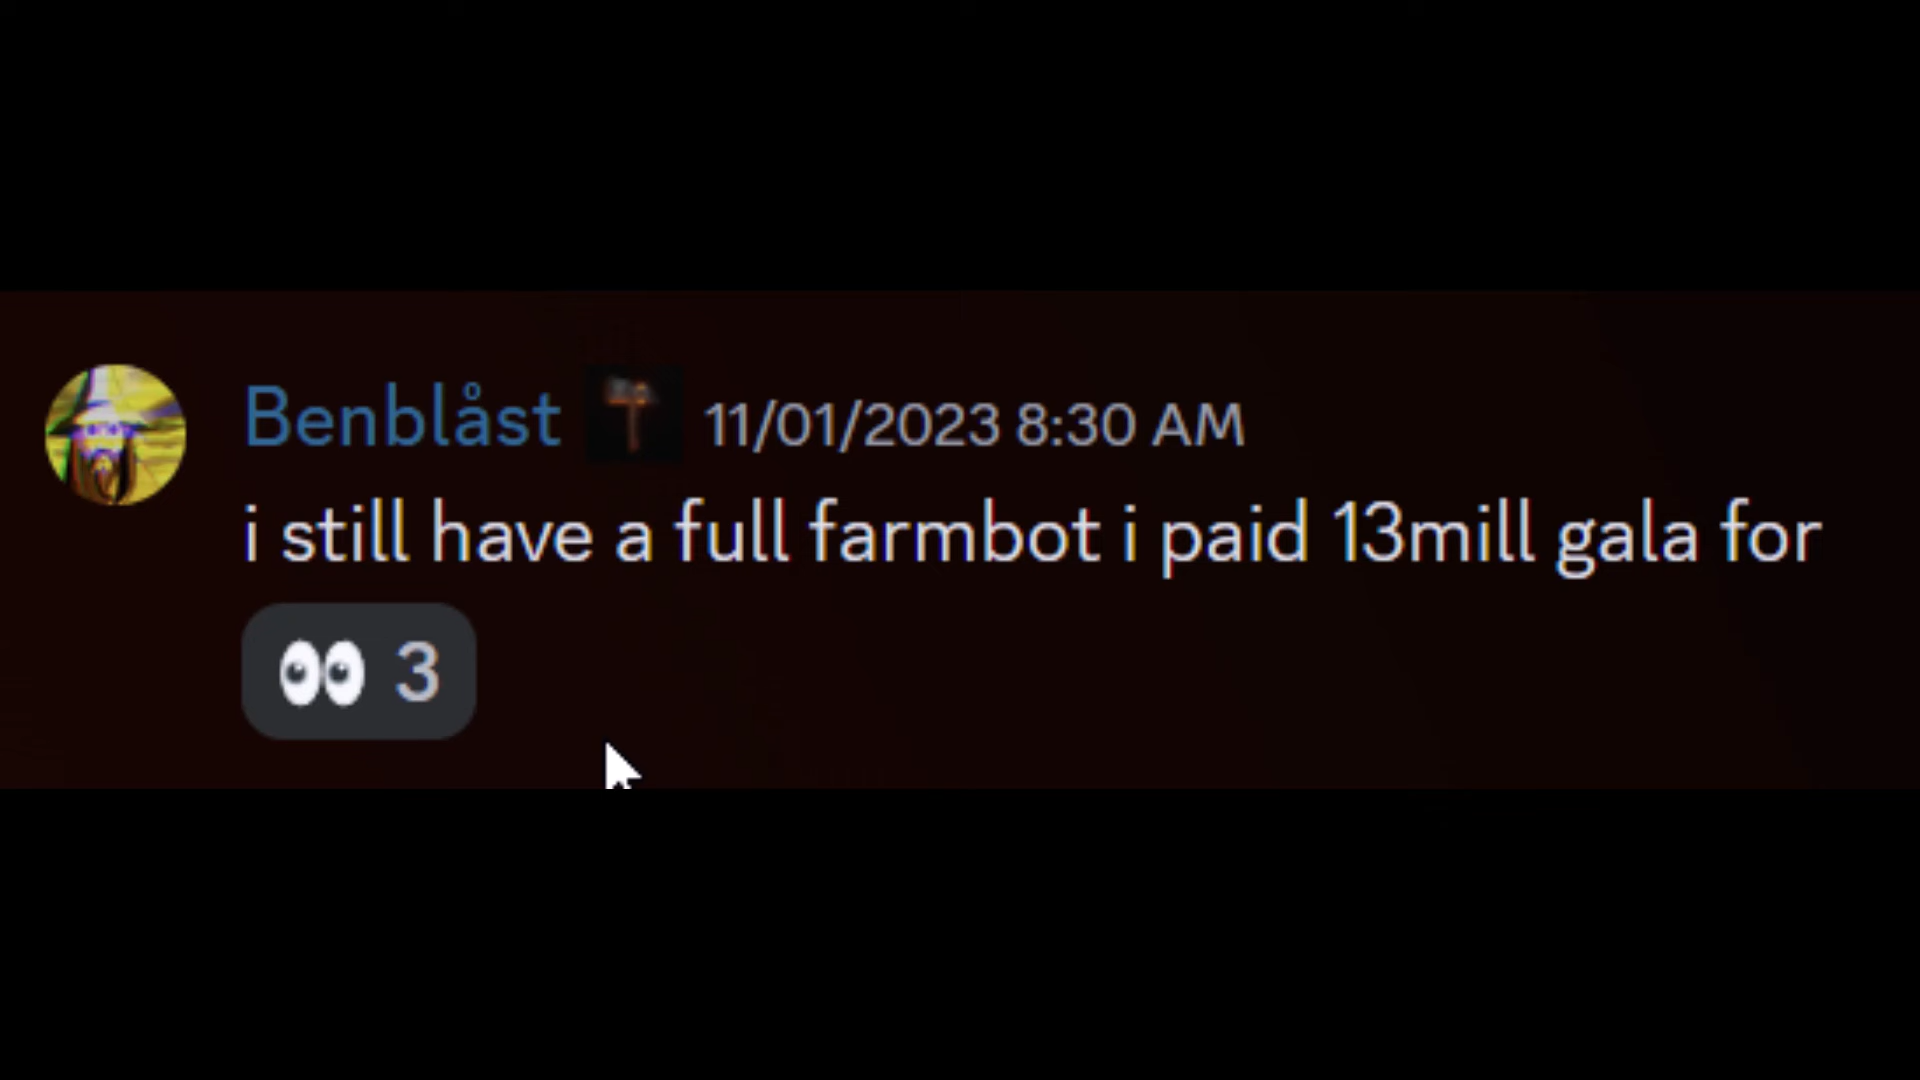 Benblåst 11/01/2023 8:30 AM
i still have a full farmbot i paid 13mill gala for
👀 3